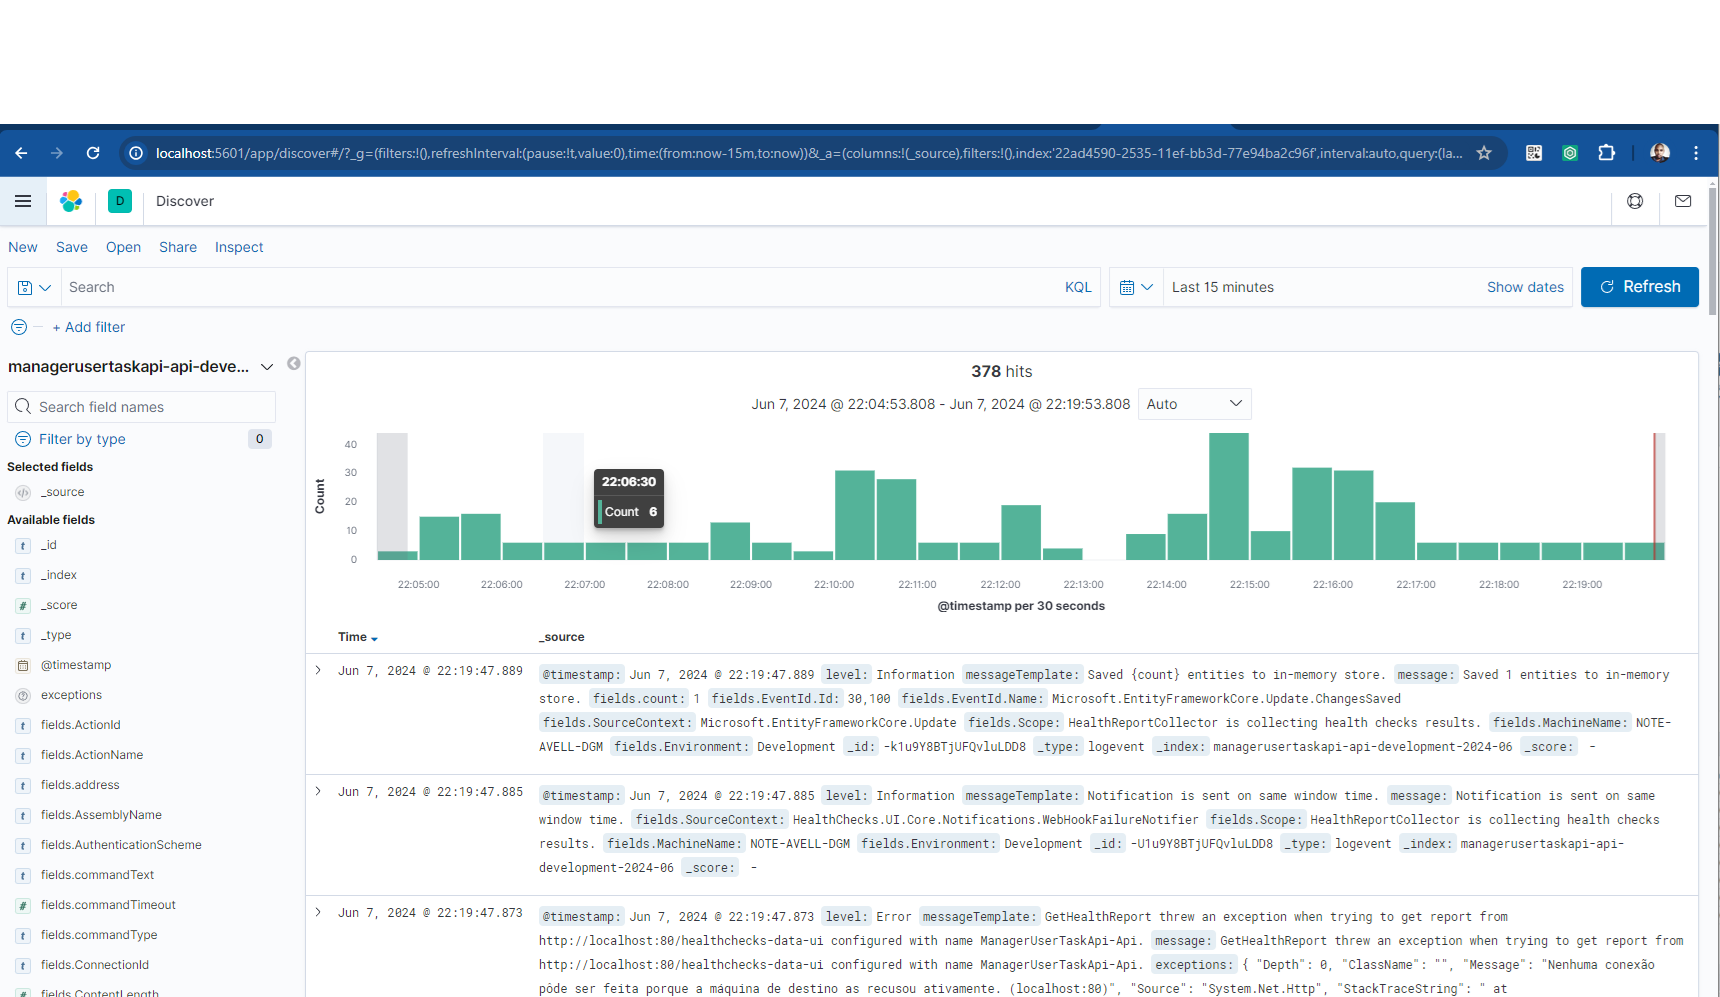 localhost:5601/app/discover#/?_g=(filters:!(),refreshInterval:(pause:!t,value:0),time:(from:now-15m,to:now))&_a=(columns:!(_source),filters:!(),index:'22ad4590-2535-11ef-bb3d-77e94ba2c96f',interval:auto,query:(la...
D Discover
New Save Open Share Inspect
Search KQL Last 15 minutes Show dates Refresh
+ Add filter
managerusertaskapi-api-deve...
Search field names
Filter by type 0
Selected fields
_source
Available fields
_id
_index
_score
_type
@timestamp
exceptions
fields.ActionId
fields.ActionName
fields.address
fields.AssemblyName
fields.AuthenticationScheme
fields.commandText
fields.commandTimeout
fields.commandType
fields.ConnectionId
fields.ContentLength
378 hits
Jun 7, 2024 @ 22:04:53.808 - Jun 7, 2024 @ 22:19:53.808 Auto
Count
40
30
20
10
0
22:06:30
Count 6
22:05:00 22:06:00 22:07:00 22:08:00 22:09:00 22:10:00 22:11:00 22:12:00 22:13:00 22:14:00 22:15:00 22:16:00 22:17:00 22:18:00 22:19:00
@timestamp per 30 seconds
Time _source
Jun 7, 2024 @ 22:19:47.889 @timestamp: Jun 7, 2024 @ 22:19:47.889 level: Information messageTemplate: Saved {count} entities to in-memory store. message: Saved 1 entities to in-memory
store. fields.count: 1 fields.EventId.Id: 30,100 fields.EventId.Name: Microsoft.EntityFrameworkCore.Update.ChangesSaved
fields.SourceContext: Microsoft.EntityFrameworkCore.Update fields.Scope: HealthReportCollector is collecting health checks results. fields.MachineName: NOTE-
AVELL-DGM fields.Environment: Development _id: -k1u9Y8BTjUFQvluLDD8 _type: logevent _index: managerusertaskapi-api-development-2024-06 _score: -
Jun 7, 2024 @ 22:19:47.885 @timestamp: Jun 7, 2024 @ 22:19:47.885 level: Information messageTemplate: Notification is sent on same window time. message: Notification is sent on same
window time. fields.SourceContext: HealthChecks.UI.Core.Notifications.WebHookFailureNotifier fields.Scope: HealthReportCollector is collecting health checks
results. fields.MachineName: NOTE-AVELL-DGM fields.Environment: Development _id: -U1u9Y8BTjUFQvluLDD8 _type: logevent _index: managerusertaskapi-api-
development-2024-06 _score: -
Jun 7, 2024 @ 22:19:47.873 @timestamp: Jun 7, 2024 @ 22:19:47.873 level: Error messageTemplate: GetHealthReport threw an exception when trying to get report from
http://localhost:80/healthchecks-data-ui configured with name ManagerUserTaskApi-Api. message: GetHealthReport threw an exception when trying to get report from
http://localhost:80/healthchecks-data-ui configured with name ManagerUserTaskApi-Api. exceptions: { "Depth": 0, "ClassName": "", "Message": "Nenhuma conexão
pôde ser feita porque a máquina de destino as recusou ativamente. (localhost:80)", "Source": "System.Net.Http", "StackTraceString": " at